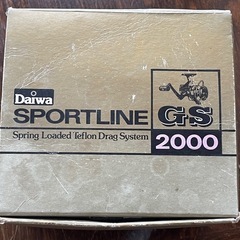 Daiwa
SPORTLINE GS
Spring Loaded Teflon Drag System
2000